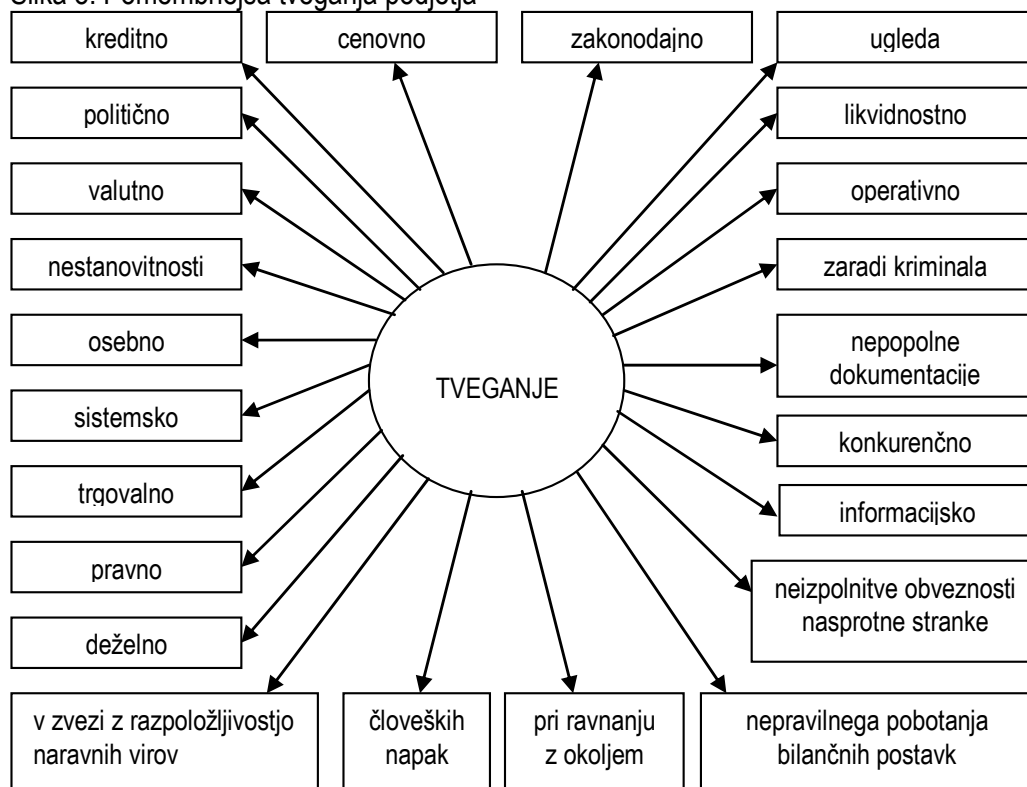 Pomembnejša tveganja podjetja
kreditno
cenovno
zakonodajno
ugleda
politično
likvidnostno
valutno
operativno
nestanovitnosti
zaradi kriminala
osebno
nepopolne
dokumentacije
TVEGANJE
sistemsko
konkurenčno
trgovalno
informacijsko
pravno
neizpolnitve obveznosti
nasprotne stranke
deželno
v zvezi z razpoložljivostjo
naravnih virov
človeških
napak
pri ravnanju
z okoljem
nepravilnega pobotanja
bilančnih postavk